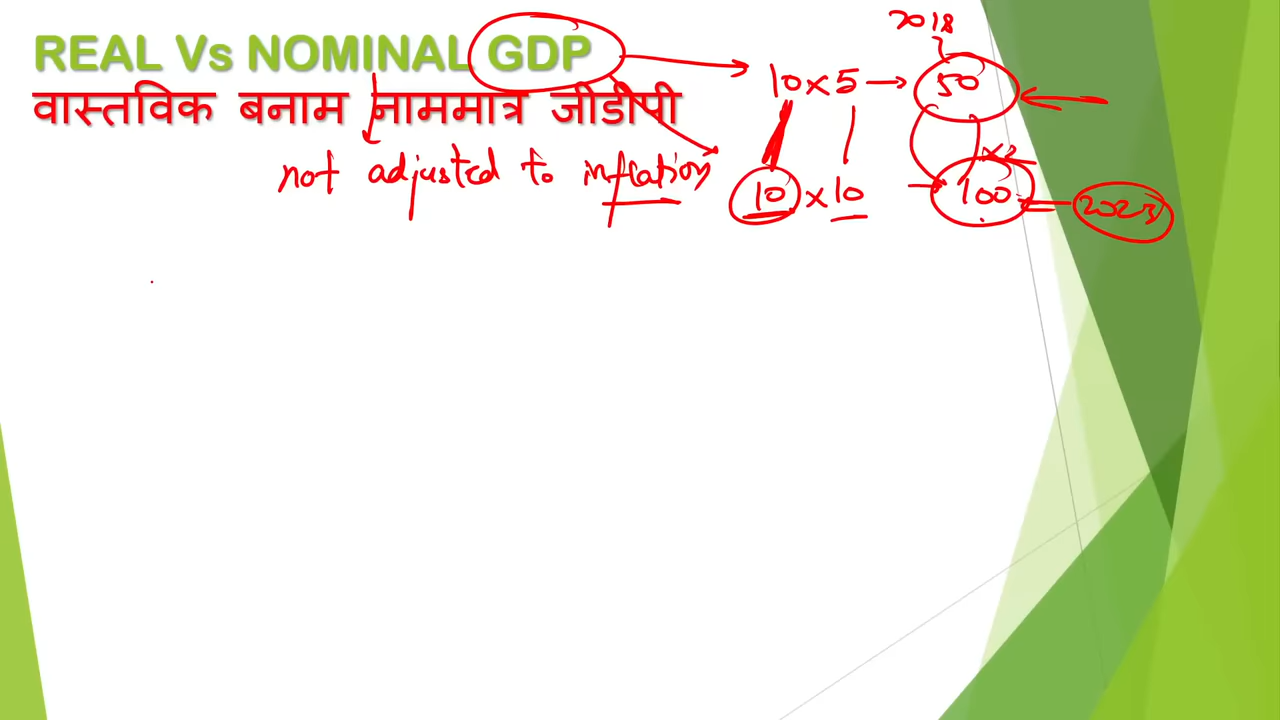 REAL Vs NOMINAL GDP
वास्तविक बनाम नाममात्र जीडीपी
not adjusted to inflation
2018
10 x 5 → 50
x2
10 x 10 → 100 2023